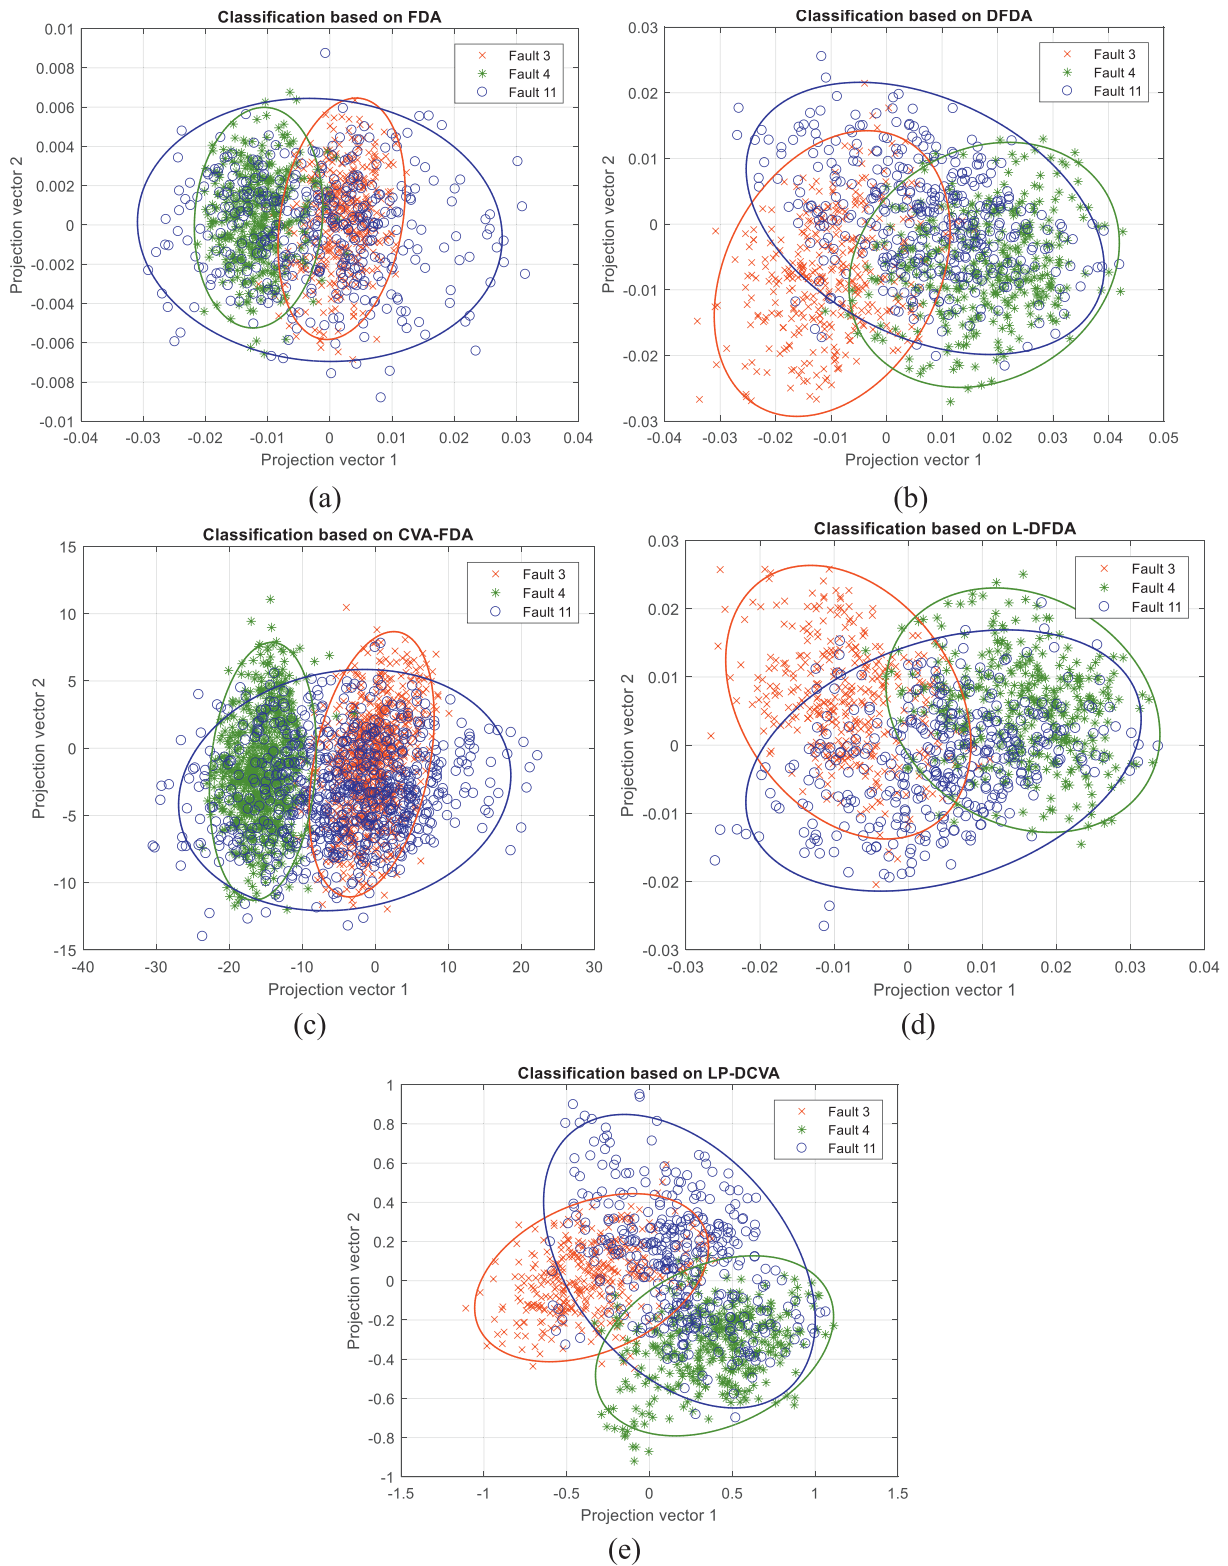 Classification based on FDA
0.01
0.008
0.006
0.004
0.002
0
-0.002
-0.004
-0.006
-0.008
-0.01
-0.04
-0.03
-0.02
-0.01
0
0.01
0.02
0.03
0.04
Projection vector 2
Projection vector 1
Fault 3
Fault 4
Fault 11
(a)
Classification based on DFDA
0.03
0.02
0.01
0
-0.01
-0.02
-0.03
-0.04
-0.03
-0.02
-0.01
0
0.01
0.02
0.03
0.04
0.05
Projection vector 2
Projection vector 1
Fault 3
Fault 4
Fault 11
(b)
Classification based on CVA-FDA
15
10
5
0
-5
-10
-15
-40
-30
-20
-10
0
10
20
30
Projection vector 2
Projection vector 1
Fault 3
Fault 4
Fault 11
(c)
Classification based on L-DFDA
0.03
0.02
0.01
0
-0.01
-0.02
-0.03
-0.03
-0.02
-0.01
0
0.01
0.02
0.03
0.04
Projection vector 2
Projection vector 1
Fault 3
Fault 4
Fault 11
(d)
Classification based on LP-DCVA
1
0.8
0.6
0.4
0.2
0
-0.2
-0.4
-0.6
-0.8
-1
-1.5
-1
-0.5
0
0.5
1
1.5
Projection vector 2
Projection vector 1
Fault 3
Fault 4
Fault 11
(e)